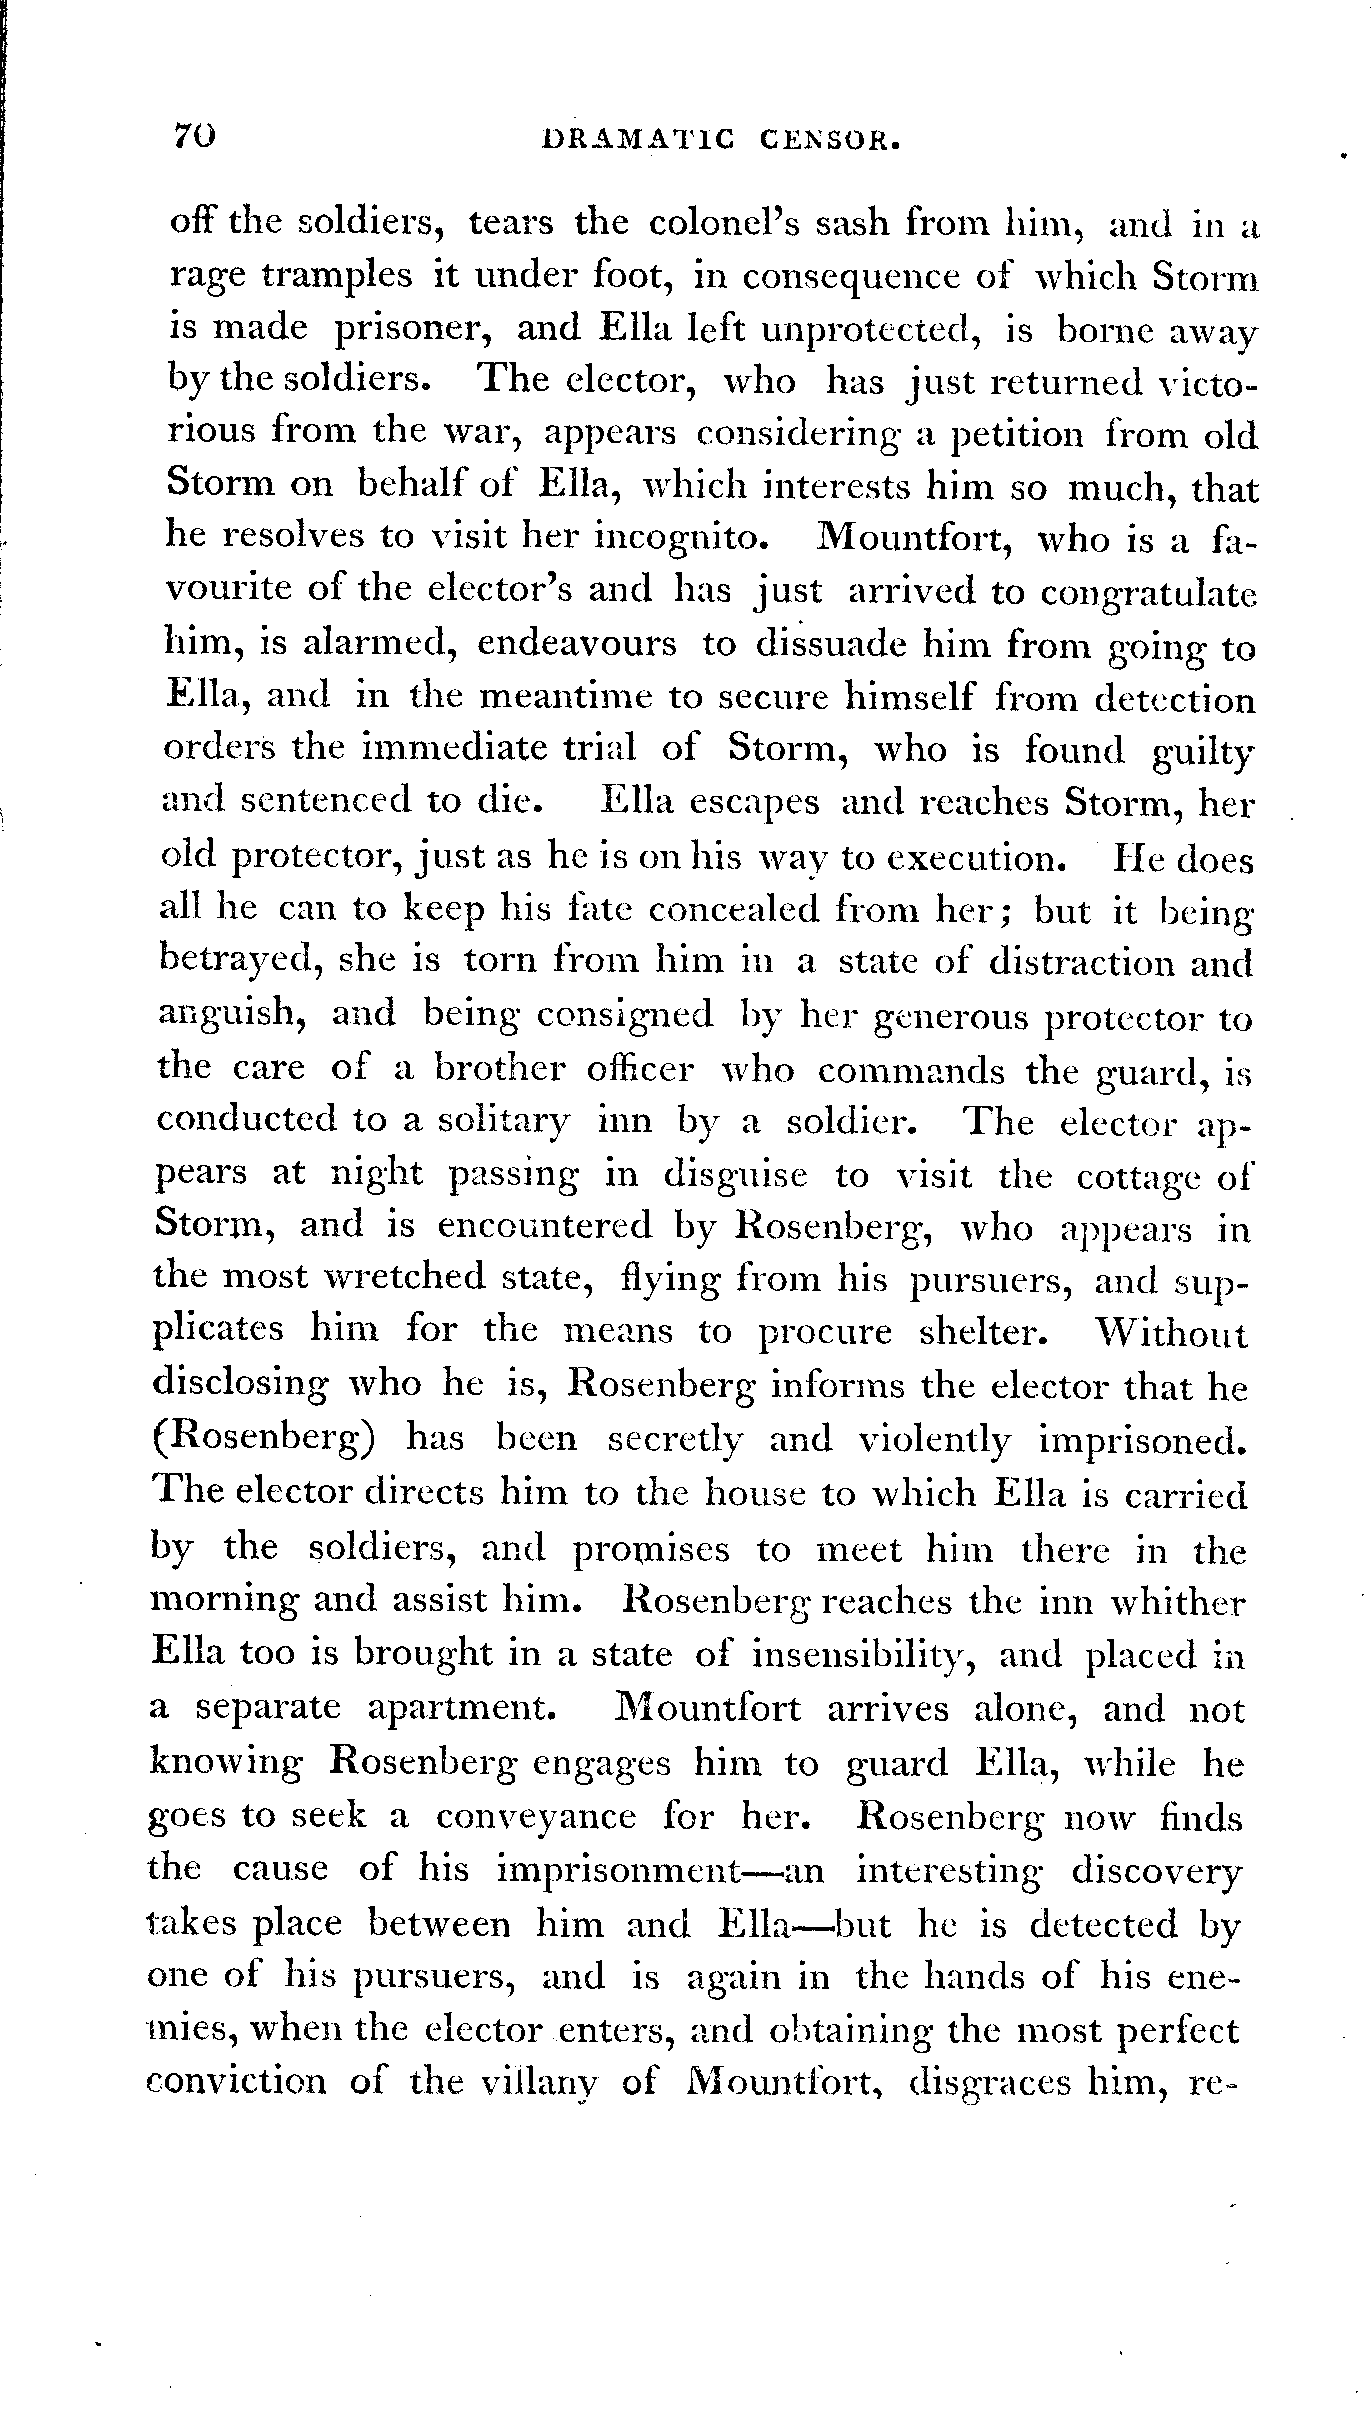 70 DRAMATIC CENSOR.
off the soldiers, tears the colonel's sash from him, and in a
rage tramples it under foot, in consequence of which Storm
is made prisoner, and Ella left unprotected, is borne away
by the soldiers. The elector, who has just returned victo-
rious from the war, appears considering a petition from old
Storm on behalf of Ella, which interests him so much, that
he resolves to visit her incognito. Mountfort, who is a fa-
vourite of the elector's and has just arrived to congratulate
him, is alarmed, endeavours to dissuade him from going to
Ella, and in the meantime to secure himself from detection
orders the immediate trial of Storm, who is found guilty
and sentenced to die. Ella escapes and reaches Storm, her
old protector, just as he is on his way to execution. He does
all he can to keep his fate concealed from her; but it being
betrayed, she is torn from him in a state of distraction and
anguish, and being consigned by her generous protector to
the care of a brother officer who commands the guard, is
conducted to a solitary inn by a soldier. The elector ap-
pears at night passing in disguise to visit the cottage of
Storm, and is encountered by Rosenberg, who appears in
the most wretched state, flying from his pursuers, and sup-
plicates him for the means to procure shelter. Without
disclosing who he is, Rosenberg informs the elector that he
(Rosenberg) has been secretly and violently imprisoned.
The elector directs him to the house to which Ella is carried
by the soldiers, and promises to meet him there in the
morning and assist him. Rosenberg reaches the inn whither
Ella too is brought in a state of insensibility, and placed in
a separate apartment. Mountfort arrives alone, and not
knowing Rosenberg engages him to guard Ella, while he
goes to seek a conveyance for her. Rosenberg now finds
the cause of his imprisonment—an interesting discovery
takes place between him and Ella—but he is detected by
one of his pursuers, and is again in the hands of his ene-
mies, when the elector enters, and obtaining the most perfect
conviction of the villany of Mountfort, disgraces him, re-